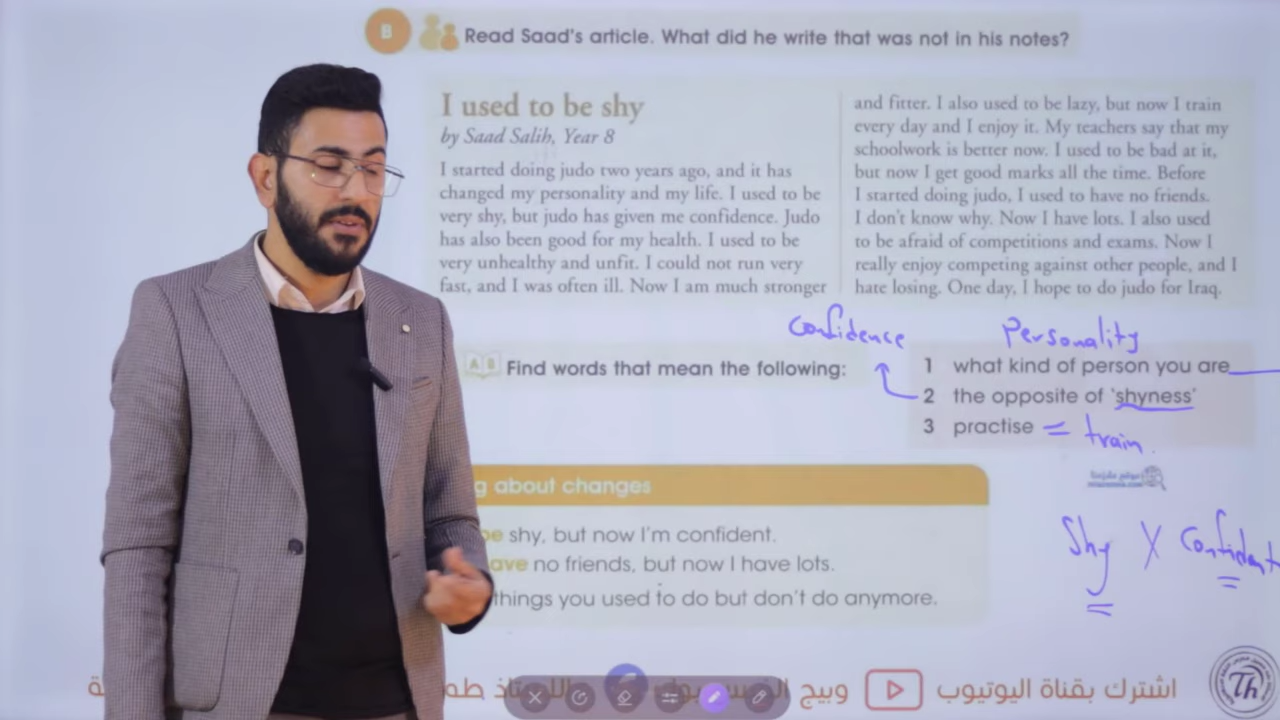 B Read Saad's article. What did he write that was not in his notes?
I used to be shy
by Saad Salih, Year 8
I started doing judo two years ago, and it has
changed my personality and my life. I used to be
very shy, but judo has given me confidence. Judo
has also been good for my health. I used to be
very unhealthy and unfit. I could not run very
fast, and I was often ill. Now I am much stronger
and fitter. I also used to be lazy, but now I train
every day and I enjoy it. My teachers say that my
schoolwork is better now. I used to be bad at it,
but now I get good marks all the time. Before
I started doing judo, I used to have no friends.
I don't know why. Now I have lots. I also used
to be afraid of competitions and exams. Now I
really enjoy competing against other people, and I
hate losing. One day, I hope to do judo for Iraq.
Confidence
Personality
Find words that mean the following:
1 what kind of person you are
2 the opposite of 'shyness'
3 practise = train
g about changes
be shy, but now I'm confident.
ave no friends, but now I have lots.
things you used to do but don't do anymore.
Shy X Confident
اشترك بقناة اليوتيوب وبيج
Th